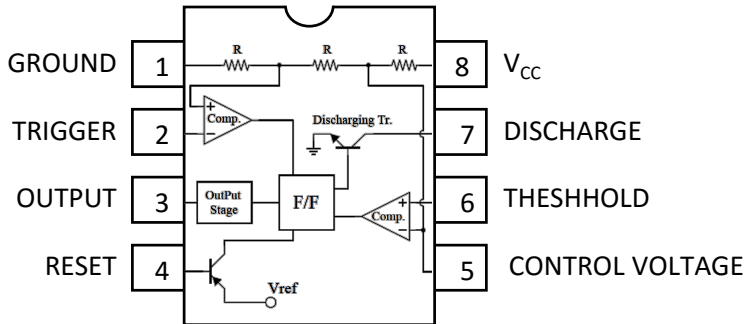 R R R
GROUND 1 8 VCC
+
Comp.
−
Discharging Tr.
TRIGGER 2 7 DISCHARGE
OUTPUT 3 OutPut Stage F/F Comp. + − 6 THESHHOLD
RESET 4 5 CONTROL VOLTAGE
Vref